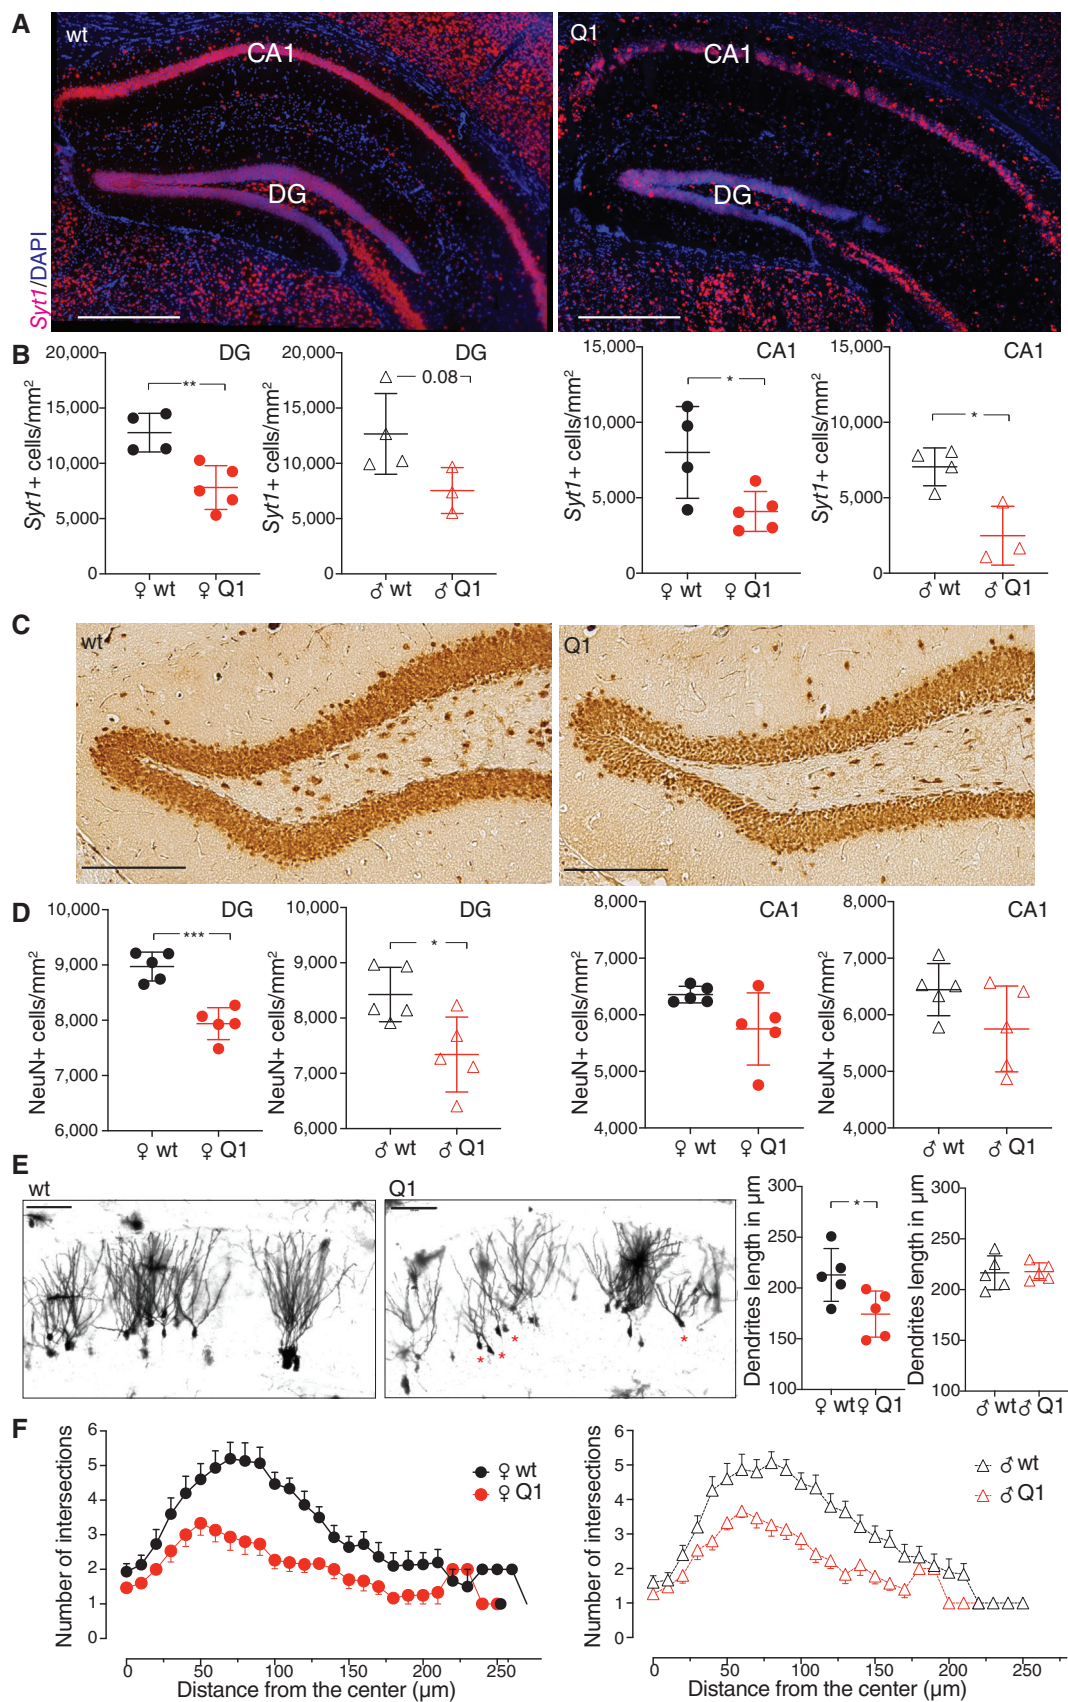 A
wt
CA1
DG
Q1
CA1
DG
Syt1/DAPI
B
DG
Syt1+ cells/mm²
20,000
15,000
10,000
5,000
0
**
♀ wt
♀ Q1
DG
Syt1+ cells/mm²
20,000
15,000
10,000
5,000
0
0.08
♂ wt
♂ Q1
CA1
Syt1+ cells/mm²
15,000
10,000
5,000
0
*
♀ wt
♀ Q1
CA1
Syt1+ cells/mm²
15,000
10,000
5,000
0
*
♂ wt
♂ Q1
C
wt
Q1
D
DG
NeuN+ cells/mm²
10,000
9,000
8,000
7,000
6,000
***
♀ wt
♀ Q1
DG
NeuN+ cells/mm²
10,000
9,000
8,000
7,000
6,000
*
♂ wt
♂ Q1
CA1
NeuN+ cells/mm²
8,000
7,000
6,000
5,000
4,000
♀ wt
♀ Q1
CA1
NeuN+ cells/mm²
8,000
7,000
6,000
5,000
4,000
♂ wt
♂ Q1
E
wt
Q1
* * * *
Dendrites length in µm
300
250
200
150
100
*
♀ wt
♀ Q1
Dendrites length in µm
300
250
200
150
100
♂ wt
♂ Q1
F
Number of intersections
6
5
4
3
2
1
0
♀ wt
♀ Q1
0 50 100 150 200 250
Distance from the center (µm)
Number of intersections
6
5
4
3
2
1
0
♂ wt
♂ Q1
0 50 100 150 200 250
Distance from the center (µm)